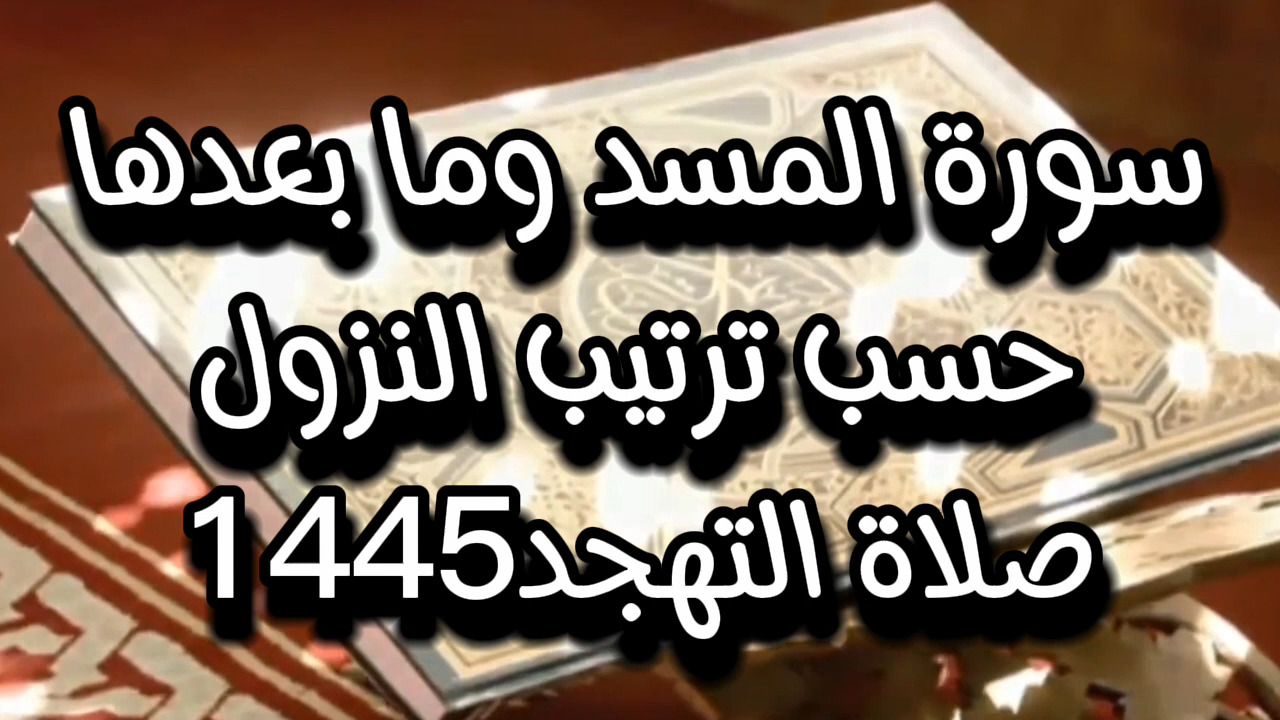 سورة المسد وما بعدها
حسب ترتيب النزول
صلاة التهجد1445